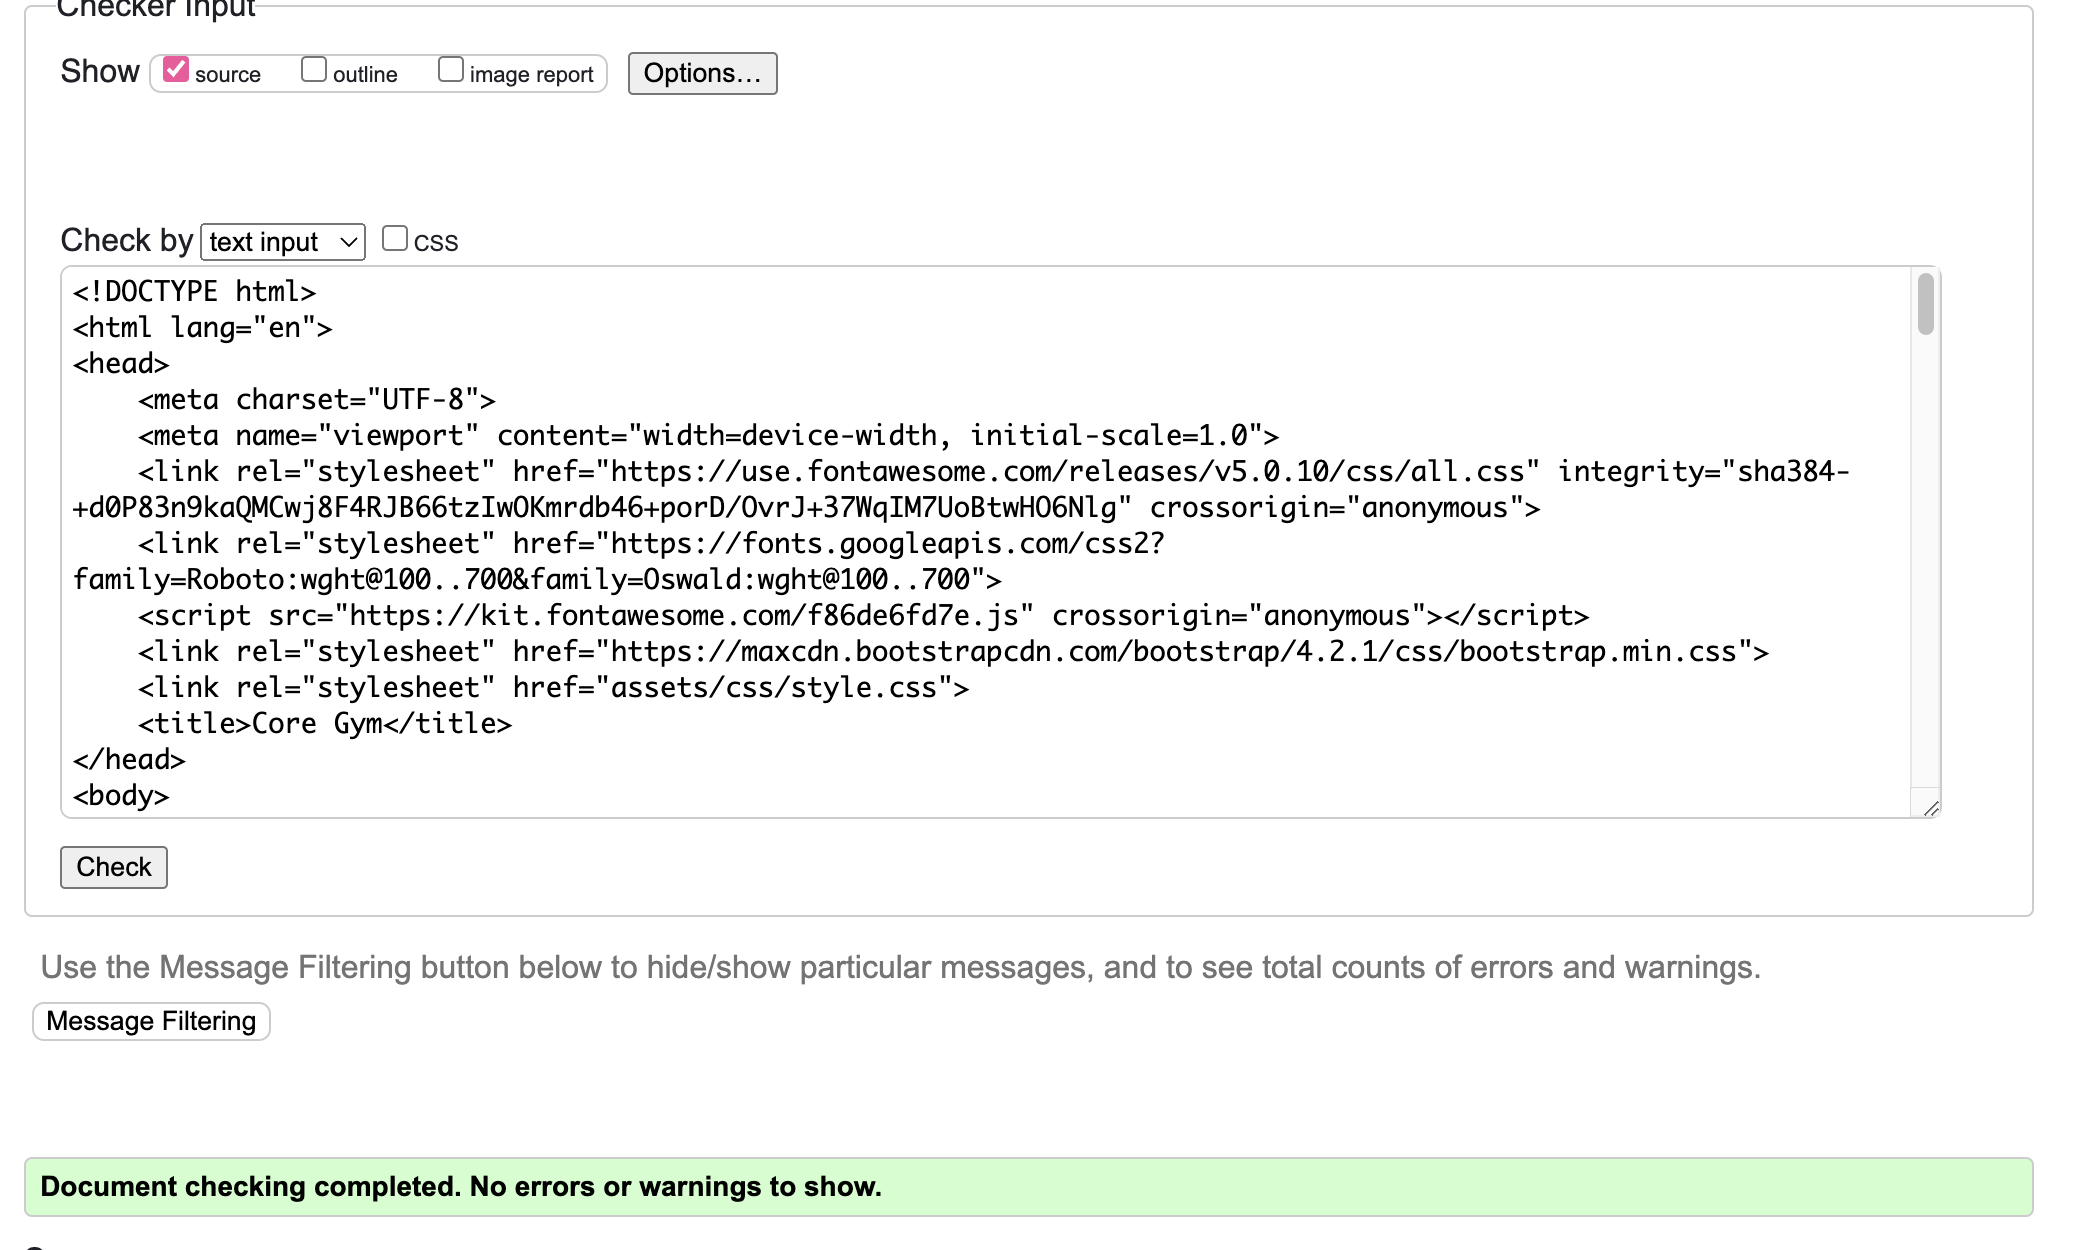 Checker Input
Show source outline image report Options...
Check by text input CSS
<!DOCTYPE html>
<html lang="en">
<head>
    <meta charset="UTF-8">
    <meta name="viewport" content="width=device-width, initial-scale=1.0">
    <link rel="stylesheet" href="https://use.fontawesome.com/releases/v5.0.10/css/all.css" integrity="sha384-
+d0P83n9kaQMCwj8F4RJB66tzIwOKmrdb46+porD/OvrJ+37WqIM7UoBtwHO6Nlg" crossorigin="anonymous">
    <link rel="stylesheet" href="https://fonts.googleapis.com/css2?
family=Roboto:wght@100..700&family=Oswald:wght@100..700">
    <script src="https://kit.fontawesome.com/f86de6fd7e.js" crossorigin="anonymous"></script>
    <link rel="stylesheet" href="https://maxcdn.bootstrapcdn.com/bootstrap/4.2.1/css/bootstrap.min.css">
    <link rel="stylesheet" href="assets/css/style.css">
    <title>Core Gym</title>
</head>
<body>
Check
Use the Message Filtering button below to hide/show particular messages, and to see total counts of errors and warnings.
Message Filtering
Document checking completed. No errors or warnings to show.